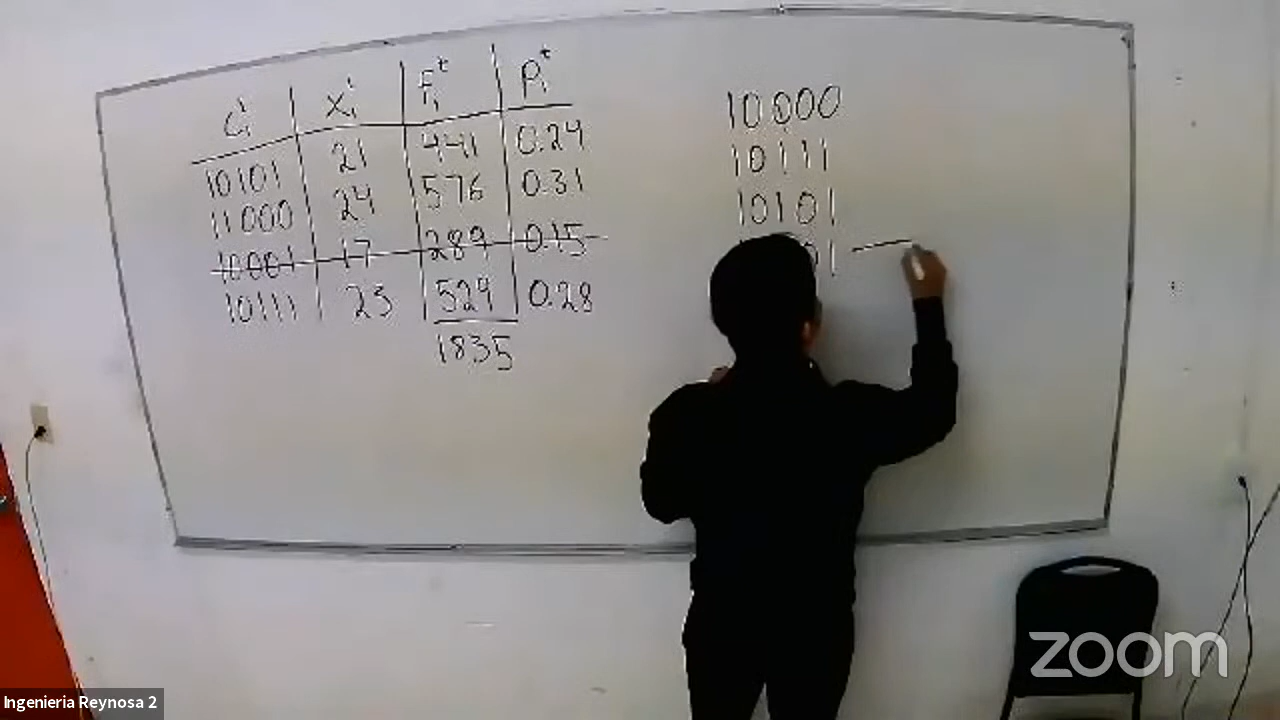 Ci Xi fi^t Pi^t
10101 21 441 0.24
11000 24 576 0.31
10001 17 289 0.15
10111 23 529 0.28
1835
10000
10111
10101
01
zoom
Ingenieria Reynosa 2